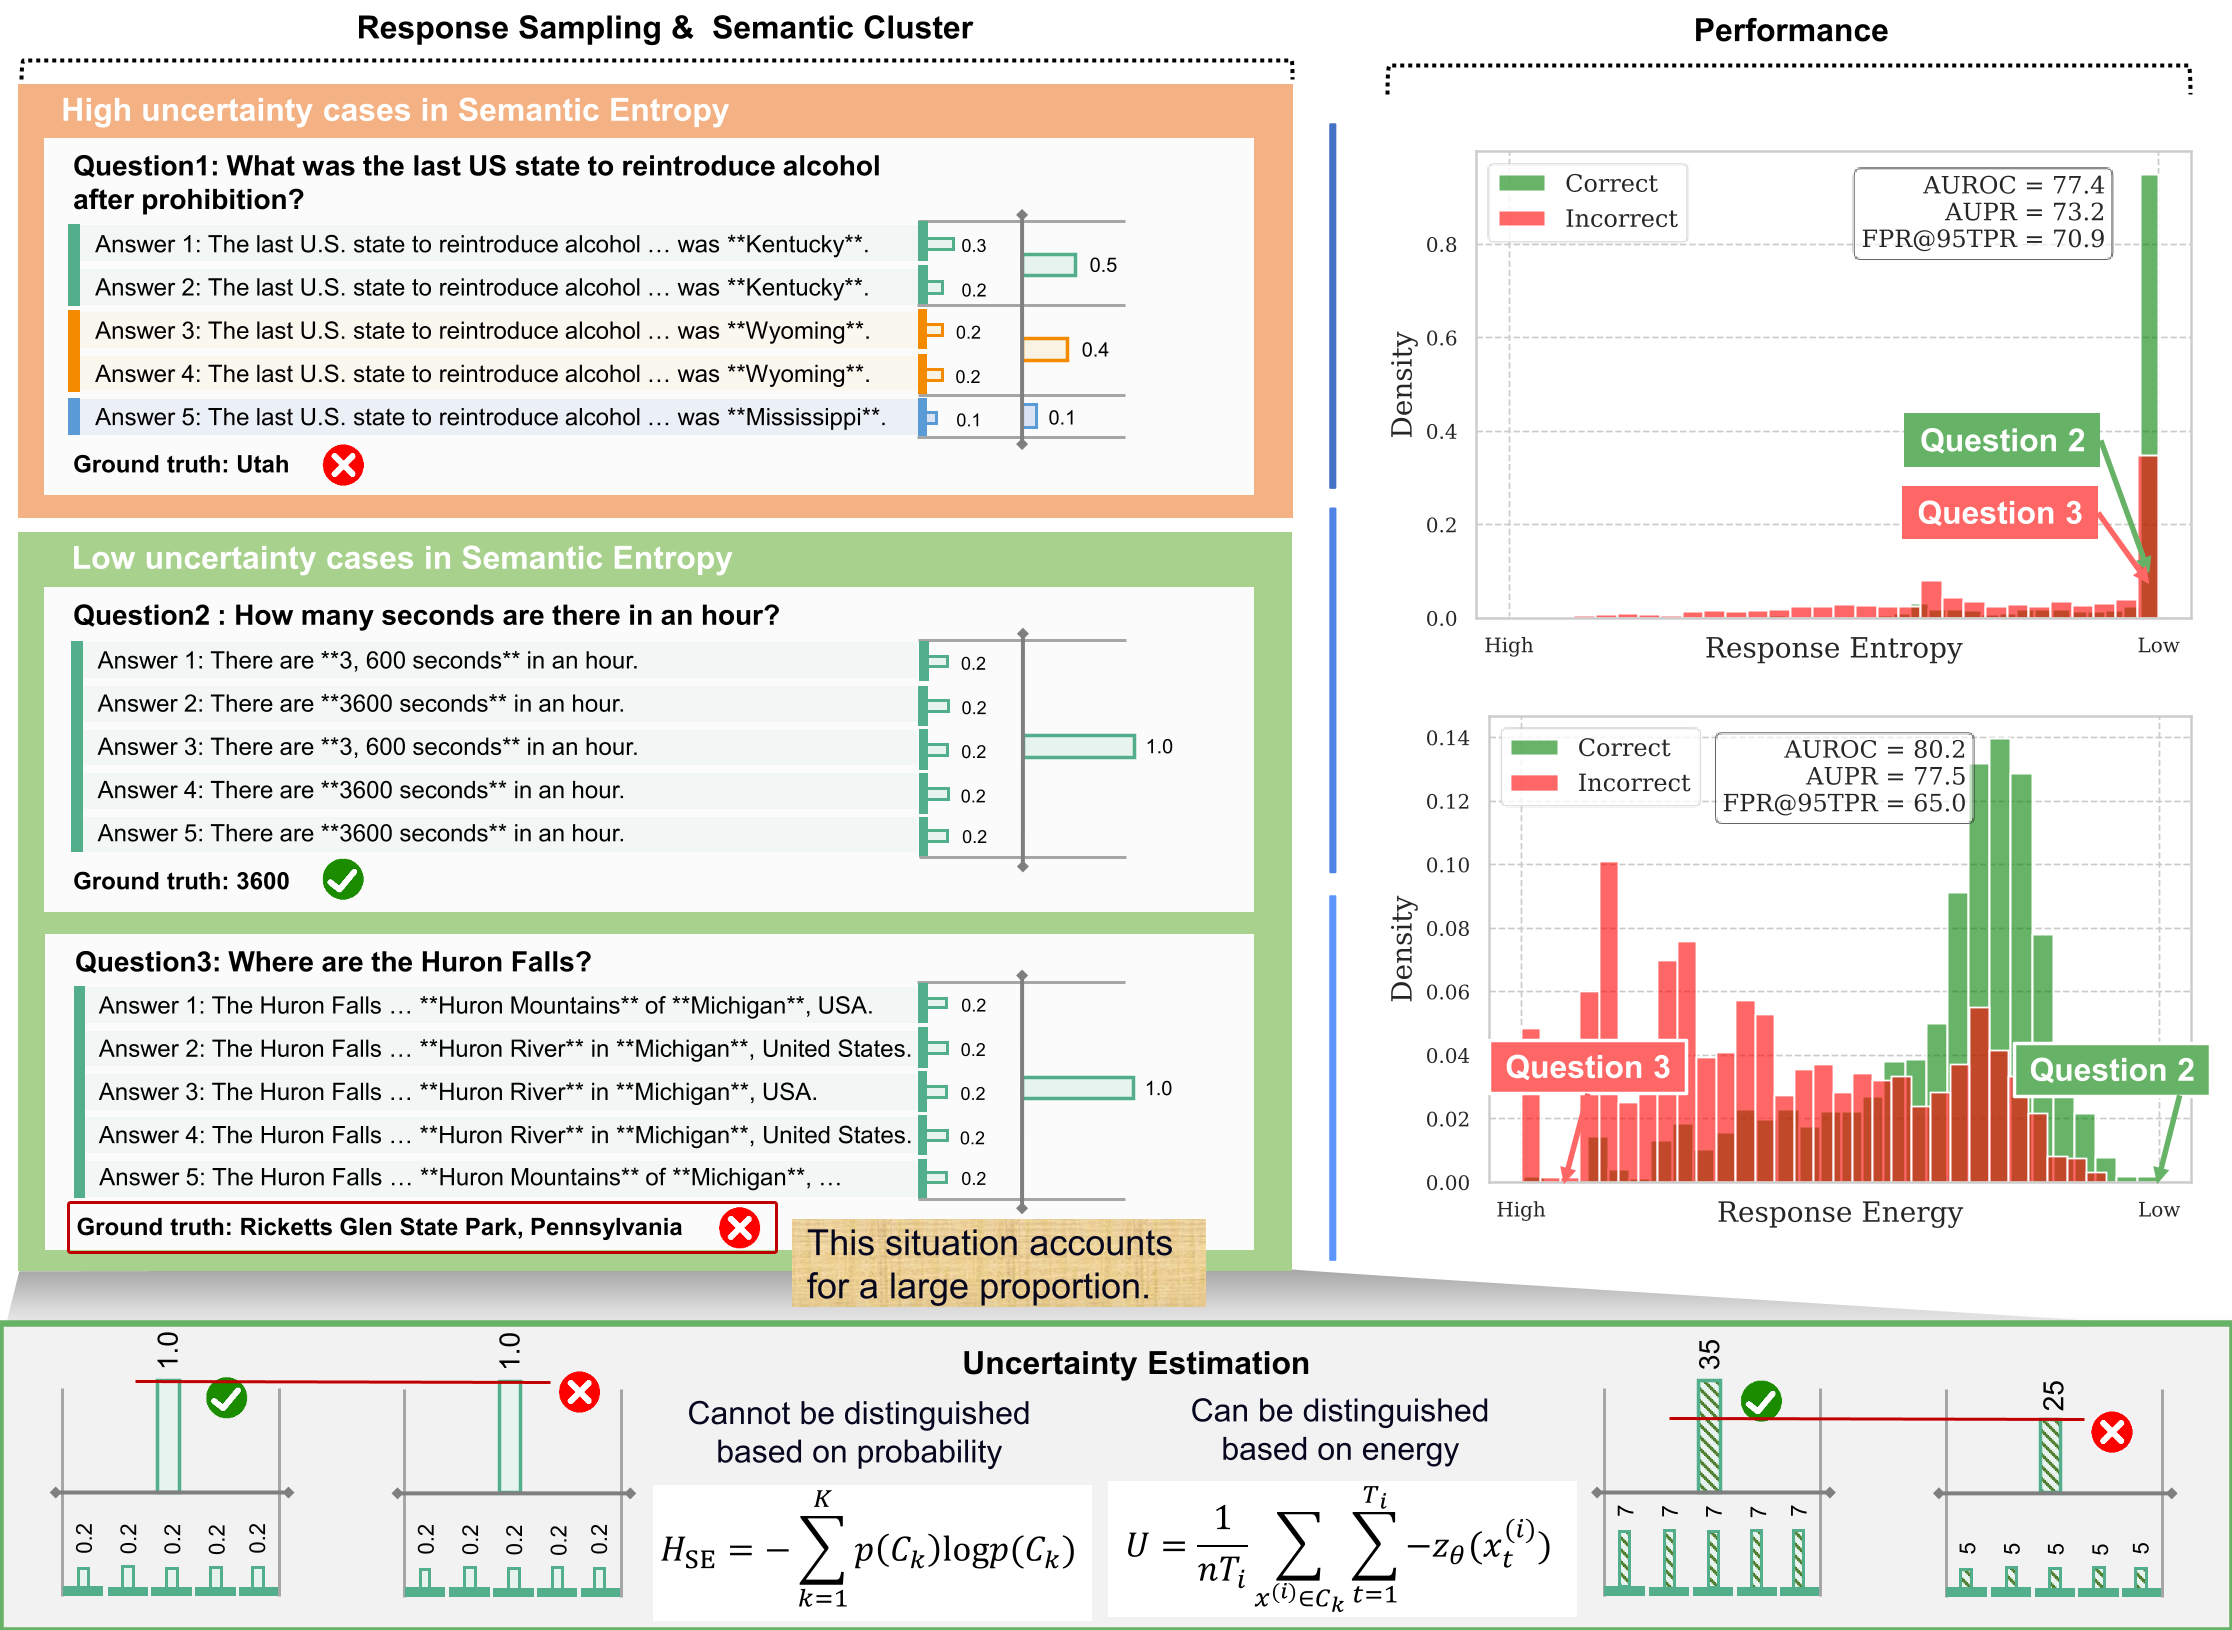 Response Sampling & Semantic Cluster
High uncertainty cases in Semantic Entropy
Question1: What was the last US state to reintroduce alcohol
after prohibition?
Answer 1: The last U.S. state to reintroduce alcohol … was **Kentucky**.
0.3
Answer 2: The last U.S. state to reintroduce alcohol … was **Kentucky**.
0.2
0.5
Answer 3: The last U.S. state to reintroduce alcohol … was **Wyoming**.
0.2
Answer 4: The last U.S. state to reintroduce alcohol … was **Wyoming**.
0.2
0.4
Answer 5: The last U.S. state to reintroduce alcohol … was **Mississippi**.
0.1
0.1
Ground truth: Utah
Low uncertainty cases in Semantic Entropy
Question2 : How many seconds are there in an hour?
Answer 1: There are **3, 600 seconds** in an hour.
0.2
Answer 2: There are **3600 seconds** in an hour.
0.2
Answer 3: There are **3, 600 seconds** in an hour.
0.2
1.0
Answer 4: There are **3600 seconds** in an hour.
0.2
Answer 5: There are **3600 seconds** in an hour.
0.2
Ground truth: 3600
Question3: Where are the Huron Falls?
Answer 1: The Huron Falls … **Huron Mountains** of **Michigan**, USA.
0.2
Answer 2: The Huron Falls … **Huron River** in **Michigan**, United States.
0.2
Answer 3: The Huron Falls … **Huron River** in **Michigan**, USA.
0.2
1.0
Answer 4: The Huron Falls … **Huron River** in **Michigan**, United States.
0.2
Answer 5: The Huron Falls … **Huron Mountains** of **Michigan**, …
0.2
Ground truth: Ricketts Glen State Park, Pennsylvania
This situation accounts
for a large proportion.
Performance
Correct
Incorrect
AUROC = 77.4
AUPR = 73.2
FPR@95TPR = 70.9
Density
0.8
0.6
0.4
0.2
0.0
Question 2
Question 3
High
Response Entropy
Low
Correct
Incorrect
AUROC = 80.2
AUPR = 77.5
FPR@95TPR = 65.0
Density
0.14
0.12
0.10
0.08
0.06
0.04
0.02
0.00
Question 3
Question 2
High
Response Energy
Low
Uncertainty Estimation
1.0
0.2 0.2 0.2 0.2 0.2
1.0
0.2 0.2 0.2 0.2 0.2
Cannot be distinguished
based on probability
H_SE = − ∑_{k=1}^{K} p(C_k)logp(C_k)
Can be distinguished
based on energy
U = 1/(nT_i) ∑_{x^{(i)}∈C_k} ∑_{t=1}^{T_i} −z_θ(x_t^{(i)})
35
7 7 7 7 7
25
5 5 5 5 5